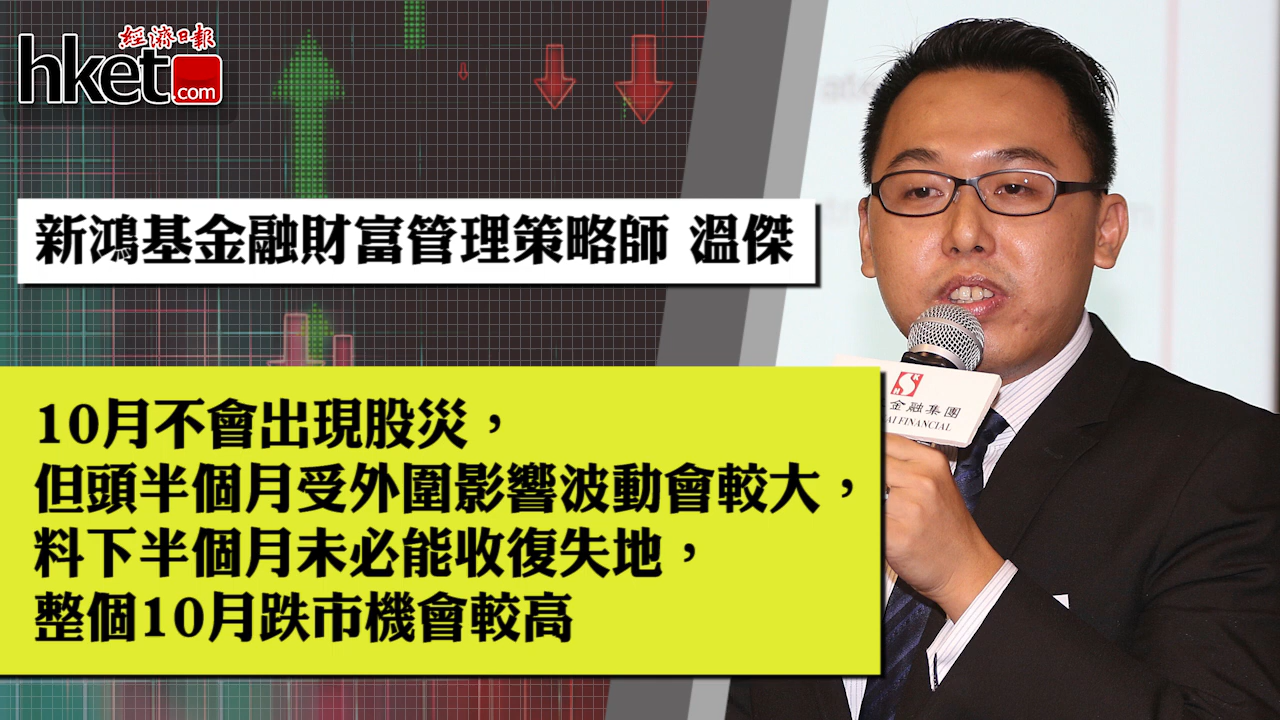 經濟日報
hket.com
新鴻基金融財富管理策略師 溫傑
10月不會出現股災，
但頭半個月受外圍影響波動會較大，
料下半個月未必能收復失地，
整個10月跌市機會較高
金融集團
AI FINANCIAL